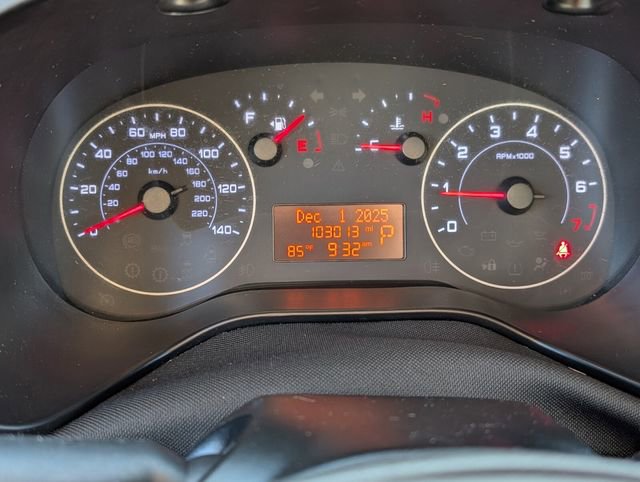 0 20 40 60 MPH 80 100 120 140
20 40 60 80 100 120 140 160 180 200 220
km/h
F E
C H
0 1 2 3 4 5 6 7
RPMx1000
Dec 1 2025
103013 mi
P
85°F 9:32 am